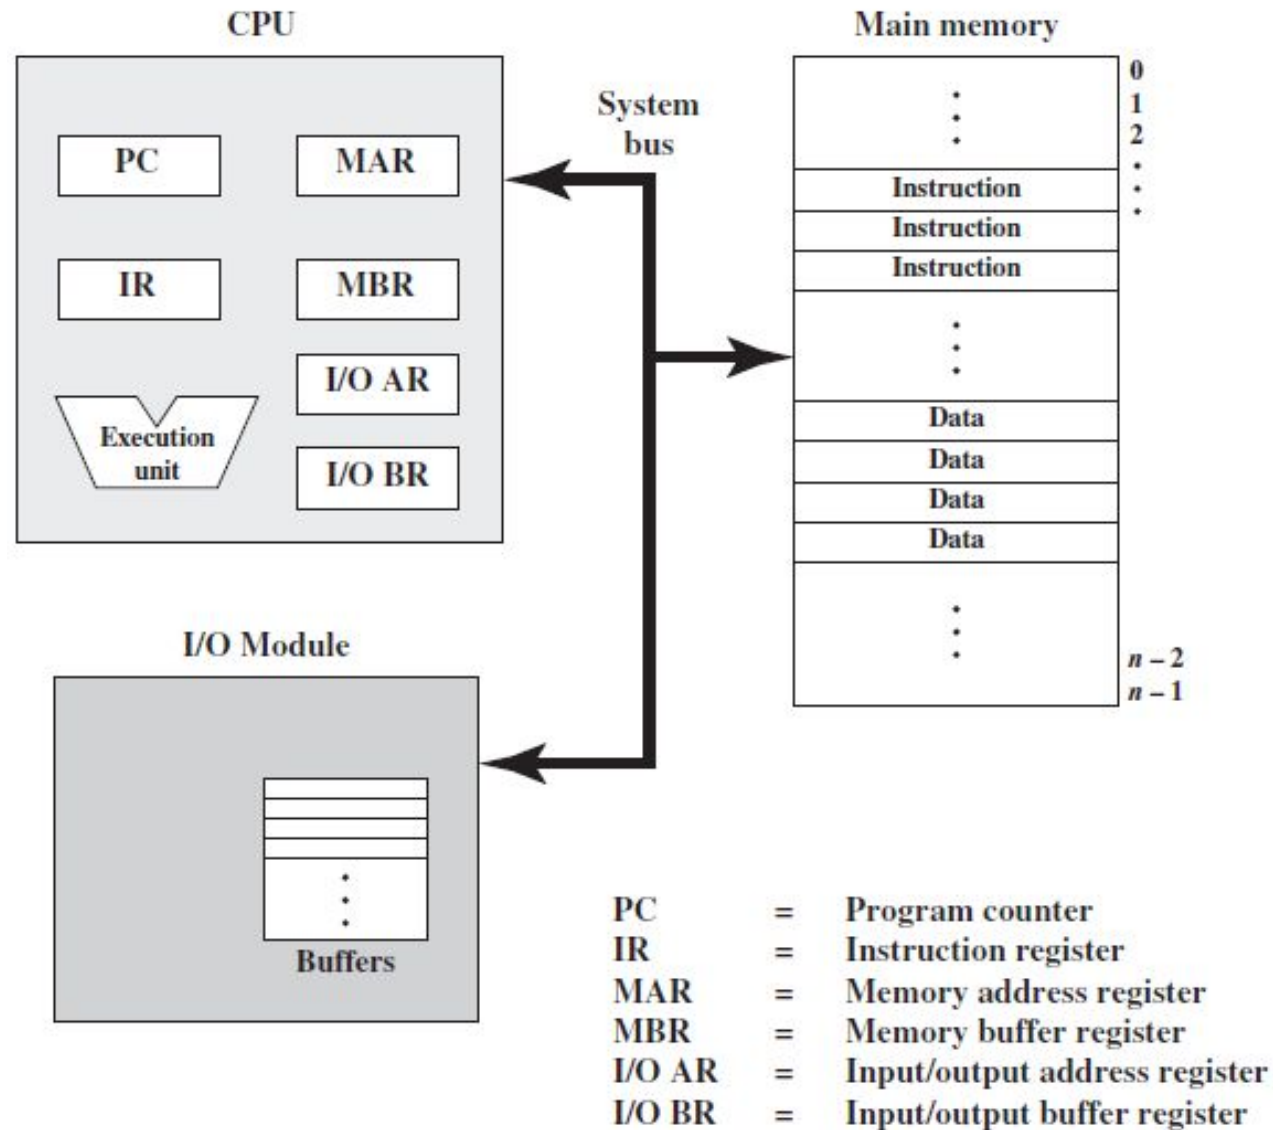 CPU
PC
MAR
IR
MBR
I/O AR
Execution
unit
I/O BR
System
bus
Main memory
0
1
2
Instruction
Instruction
Instruction
Data
Data
Data
Data
n – 2
n – 1
I/O Module
Buffers
PC = Program counter
IR = Instruction register
MAR = Memory address register
MBR = Memory buffer register
I/O AR = Input/output address register
I/O BR = Input/output buffer register